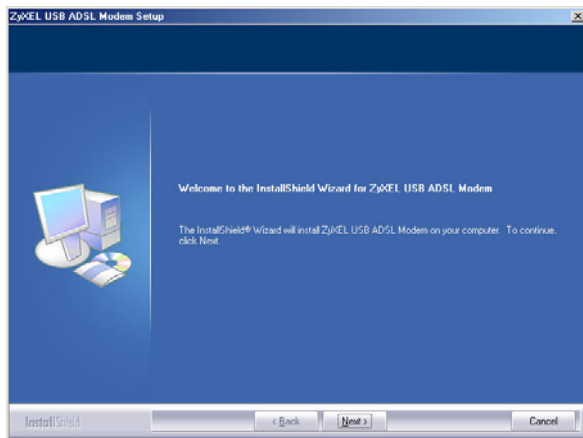 ZyXEL USB ADSL Modem Setup
Welcome to the InstallShield Wizard for ZyXEL USB ADSL Modem
The InstallShield® Wizard will install ZyXEL USB ADSL Modem on your computer. To continue,
click Next.
InstallShield
< Back
Next >
Cancel